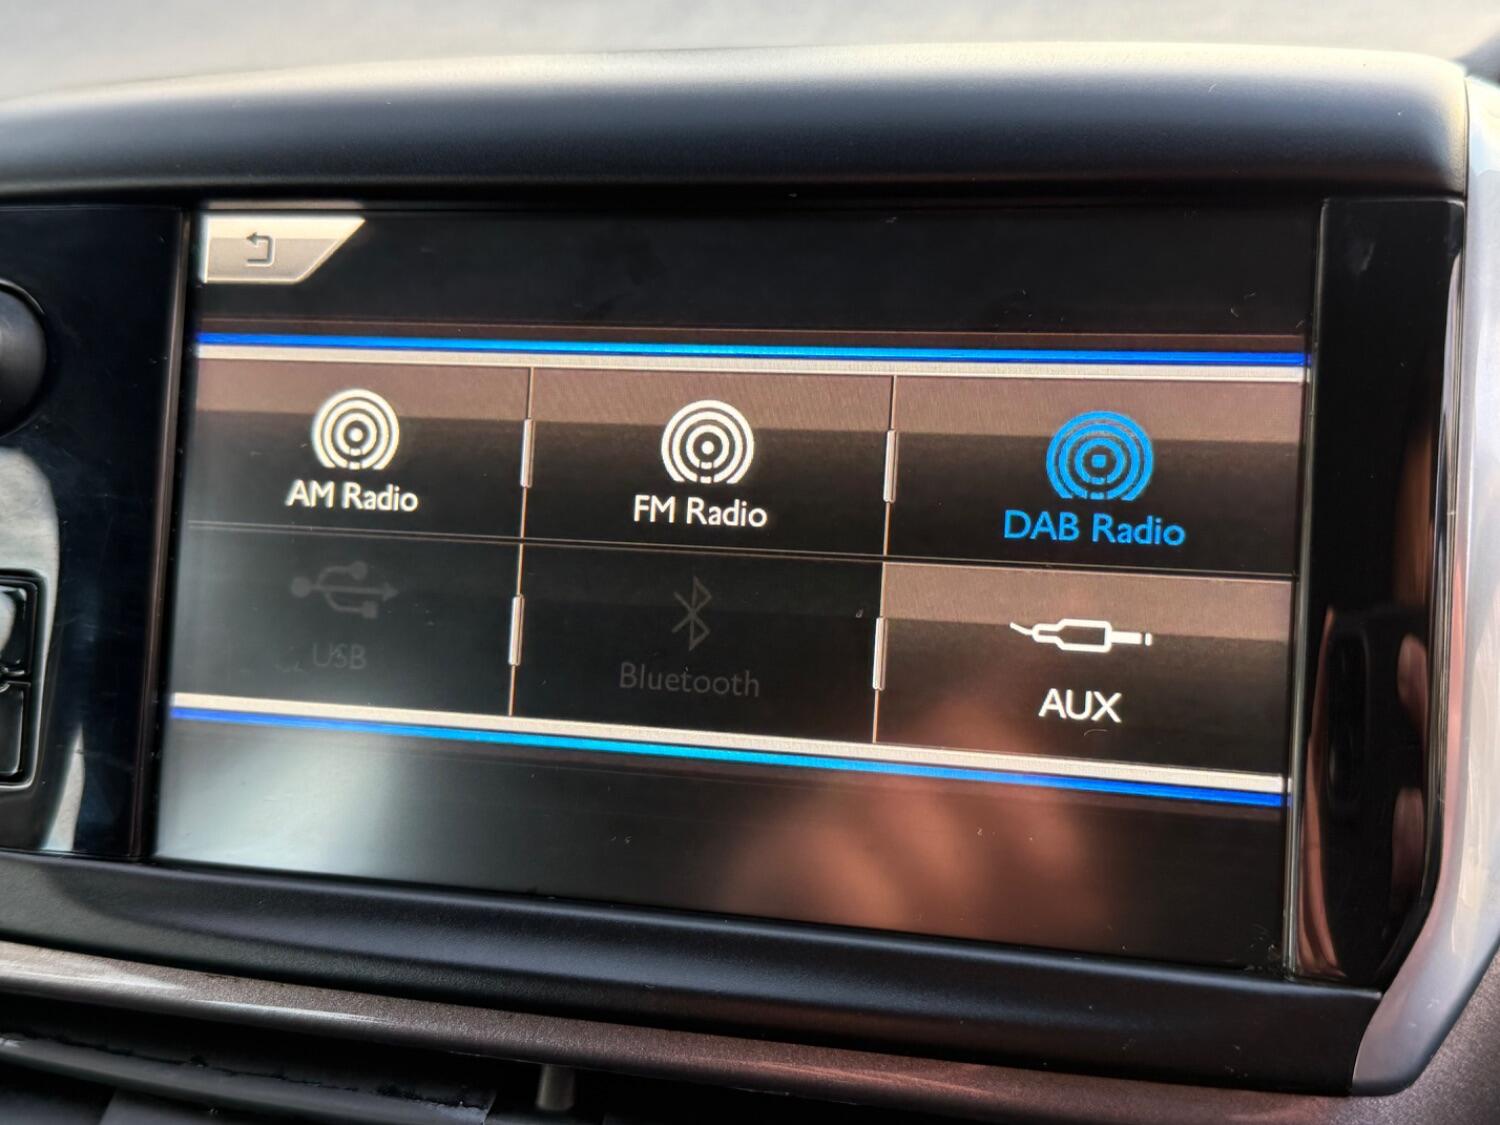 AM Radio
FM Radio
DAB Radio
USB
Bluetooth
AUX